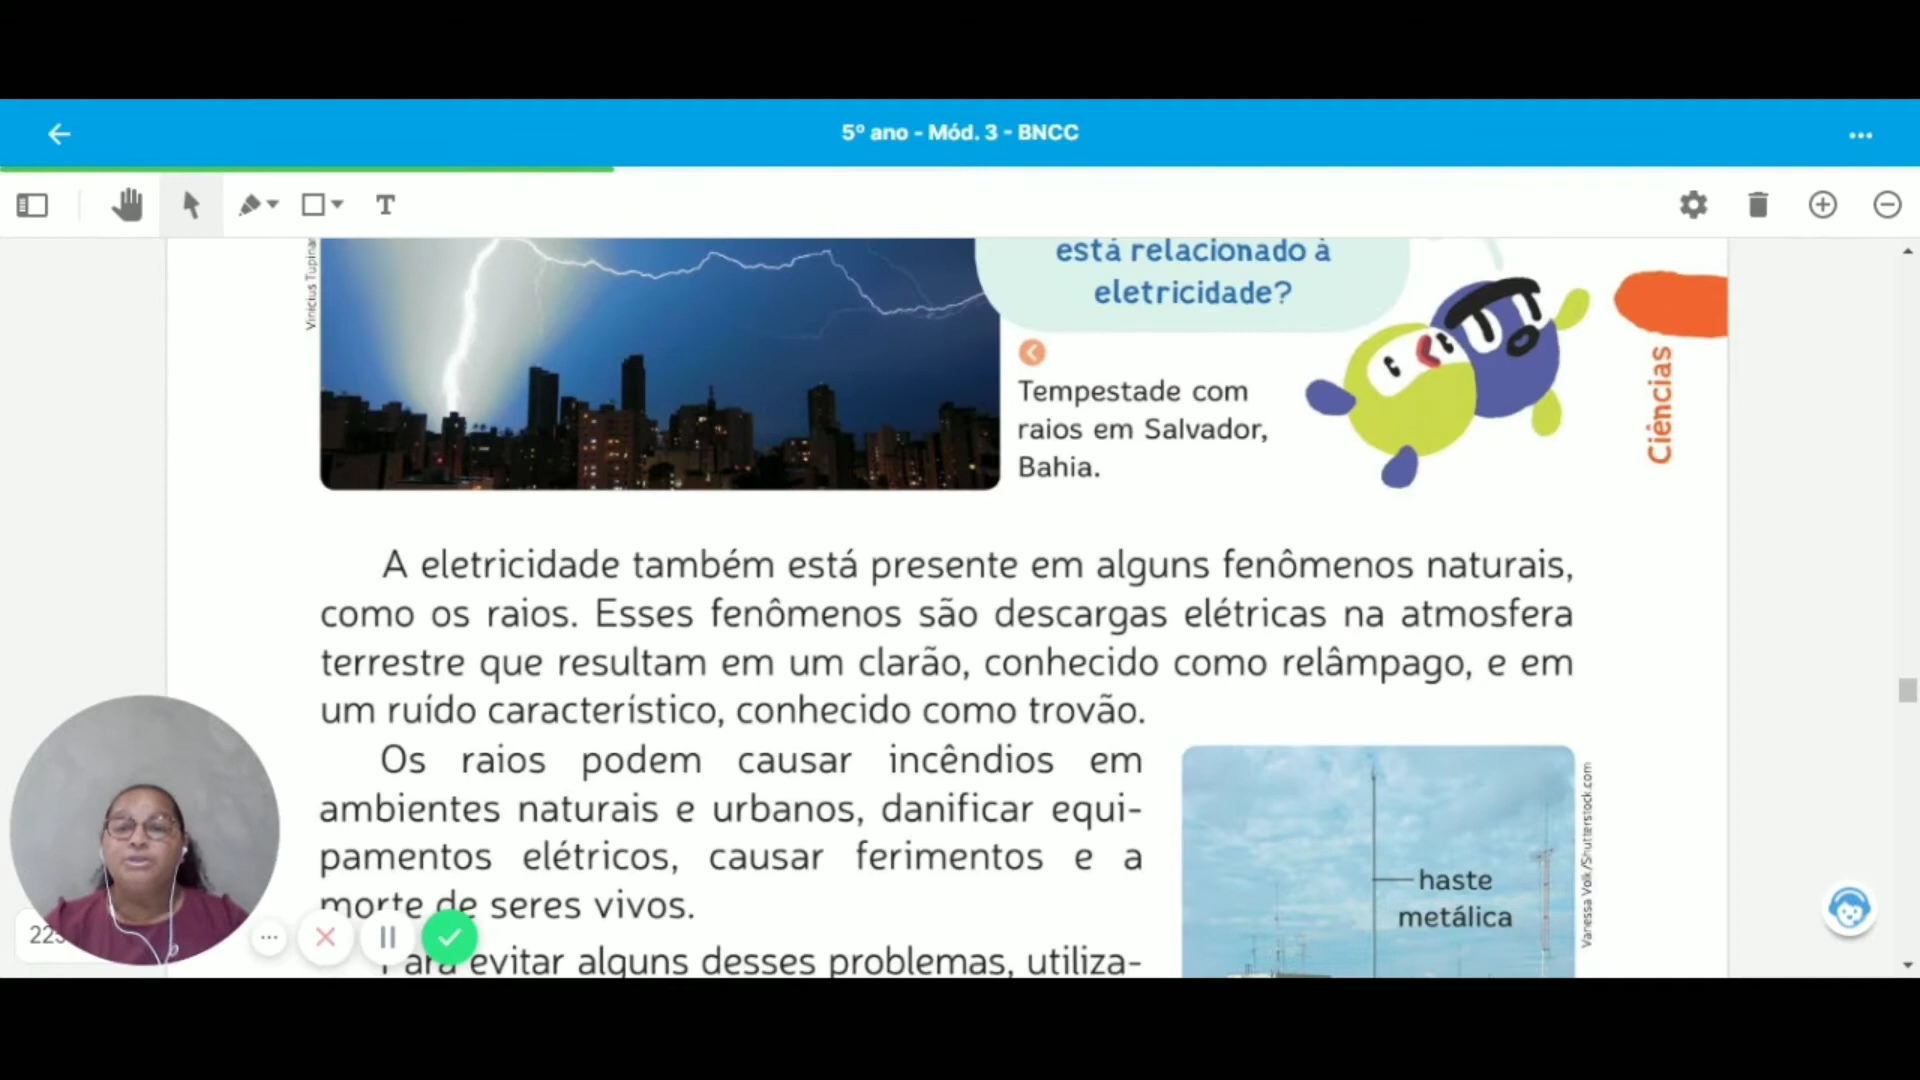 5º ano - Mód. 3 - BNCC
T
Vinicius
está relacionado à
eletricidade?
Tempestade com
raios em Salvador,
Bahia.
Ciências
A eletricidade também está presente em alguns fenômenos naturais,
como os raios. Esses fenômenos são descargas elétricas na atmosfera
terrestre que resultam em um clarão, conhecido como relâmpago, e em
um ruído característico, conhecido como trovão.
Os raios podem causar incêndios em
ambientes naturais e urbanos, danificar equi-
pamentos elétricos, causar ferimentos e a
morte de seres vivos.
Para evitar alguns desses problemas, utiliza-
haste
metálica
Vanessa Volk/Shutterstock.com